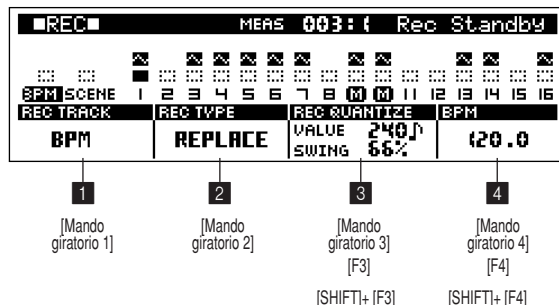 ■REC■ MEAS 003:1 Rec Standby
BPM SCENE 1 2 3 4 5 6 7 8 M M 11 12 13 14 15 16
REC TRACK REC TYPE REC QUANTIZE BPM
BPM REPLACE VALUE 240♪ 120.0
SWING 66%
1 2 3 4
[Mando giratorio 1] [Mando giratorio 2] [Mando giratorio 3] [Mando giratorio 4]
[F3] [F4]
[SHIFT]+ [F3] [SHIFT]+ [F4]